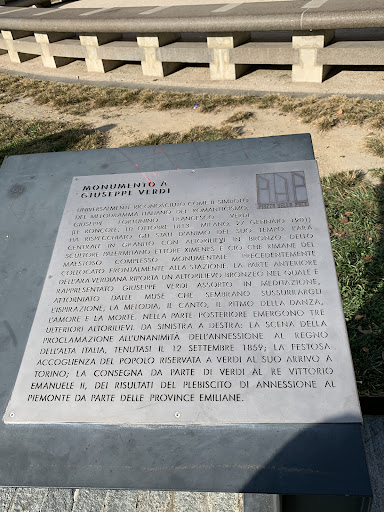 MONUMENTO A
GIUSEPPE VERDI
UNIVERSALMENTE RICONOSCIUTO COME IL SIMBOLO
DEL MELODRAMMA ITALIANO DEL ROMANTICISMO,
GIUSEPPE FORTUNINO FRANCESCO VERDI
(LE RONCOLE, 10 OTTOBRE 1813 - MILANO, 27 GENNAIO 1901)
HA RISPECCHIATO GLI STATI D'ANIMO DEL SUO TEMPO. L'ARA
CENTRALE IN GRANITO CON ALTORILIEVI IN BRONZO DELLO
SCULTORE PALERMITANO ETTORE XIMENES È CIÒ CHE RIMANE DEL
MAESTOSO COMPLESSO MONUMENTALE PRECEDENTEMENTE
COLLOCATO FRONTALMENTE ALLA STAZIONE. LA PARTE ANTERIORE
DELL'ARA VERDIANA RIPORTA UN ALTORILIEVO BRONZEO NEL QUALE È
RAPPRESENTATO GIUSEPPE VERDI ASSORTO IN MEDITAZIONE,
ATTORNIATO DALLE MUSE CHE SEMBRANO SUSSURRARGLI
L'ISPIRAZIONE, LA MELODIA, IL CANTO, IL RITMO DELLA DANZA,
L'AMORE E LA MORTE. NELLA PARTE POSTERIORE EMERGONO TRE
ULTERIORI ALTORILIEVI, DA SINISTRA A DESTRA: LA SCENA DELLA
PROCLAMAZIONE ALL'UNANIMITÀ DELL'ANNESSIONE AL REGNO
DELL'ALTA ITALIA, TENUTASI IL 12 SETTEMBRE 1859; LA FESTOSA
ACCOGLIENZA DEL POPOLO RISERVATA A VERDI AL SUO ARRIVO A
TORINO; LA CONSEGNA DA PARTE DI VERDI AL RE VITTORIO
EMANUELE II, DEI RISULTATI DEL PLEBISCITO DI ANNESSIONE AL
PIEMONTE DA PARTE DELLE PROVINCE EMILIANE.